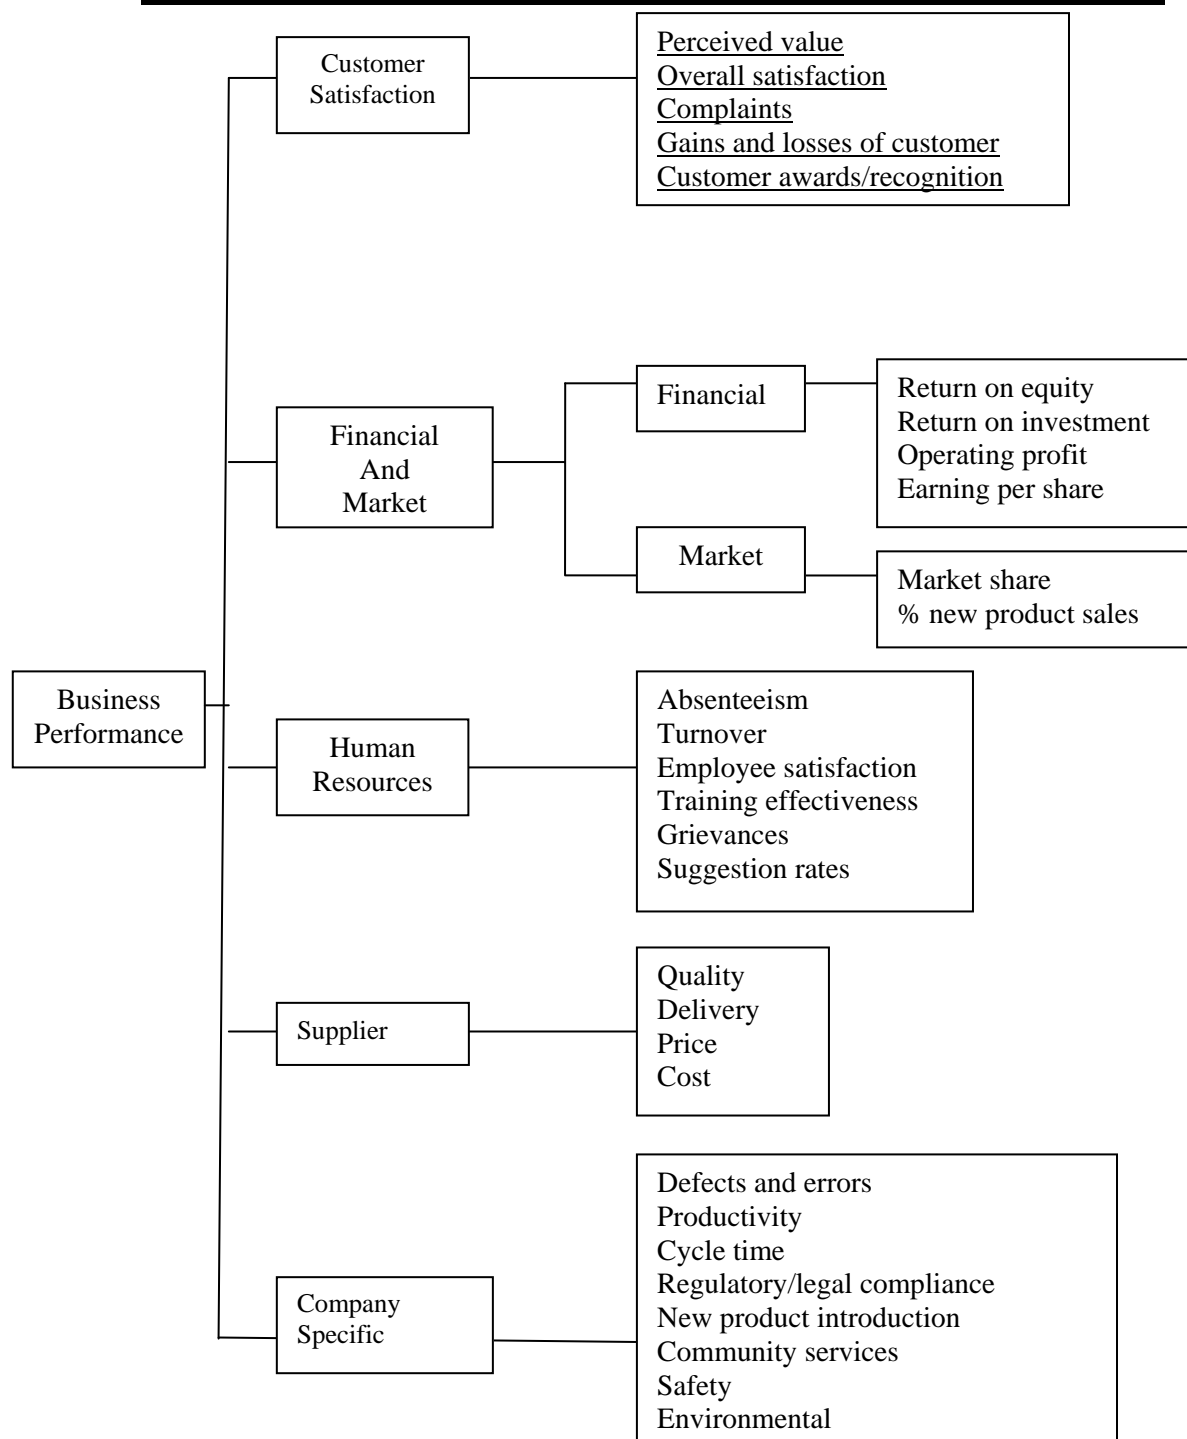 Customer
Satisfaction
Perceived value
Overall satisfaction
Complaints
Gains and losses of customer
Customer awards/recognition
Financial
And
Market
Financial
Return on equity
Return on investment
Operating profit
Earning per share
Market
Market share
% new product sales
Business
Performance
Human
Resources
Absenteeism
Turnover
Employee satisfaction
Training effectiveness
Grievances
Suggestion rates
Supplier
Quality
Delivery
Price
Cost
Company
Specific
Defects and errors
Productivity
Cycle time
Regulatory/legal compliance
New product introduction
Community services
Safety
Environmental